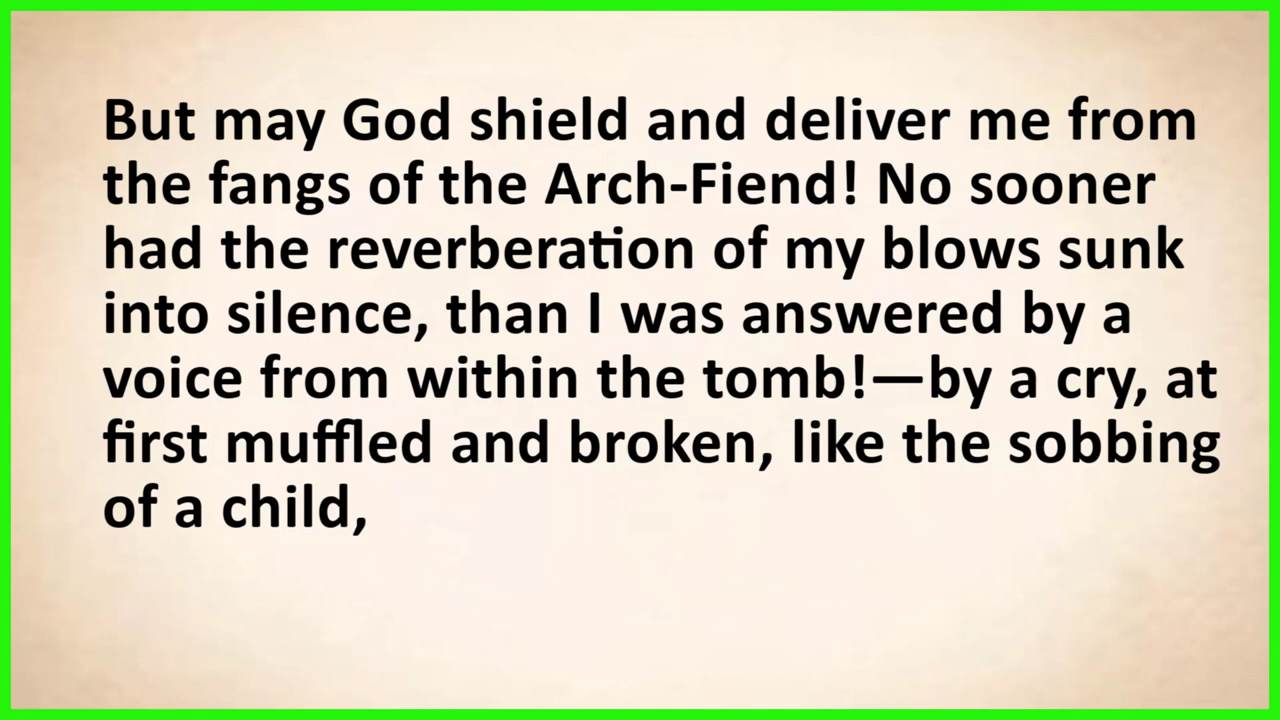 But may God shield and deliver me from
the fangs of the Arch-Fiend! No sooner
had the reverberation of my blows sunk
into silence, than I was answered by a
voice from within the tomb!—by a cry, at
first muffled and broken, like the sobbing
of a child,